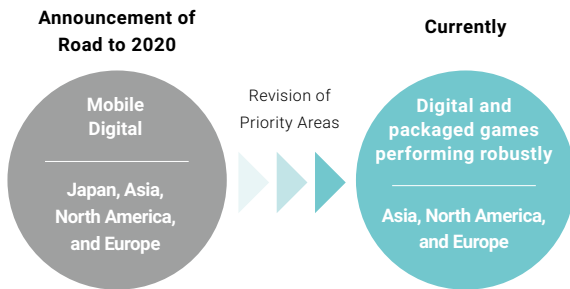 Announcement of
Road to 2020
Mobile
Digital
Japan, Asia,
North America,
and Europe
Revision of
Priority Areas
Currently
Digital and
packaged games
performing robustly
Asia, North America,
and Europe